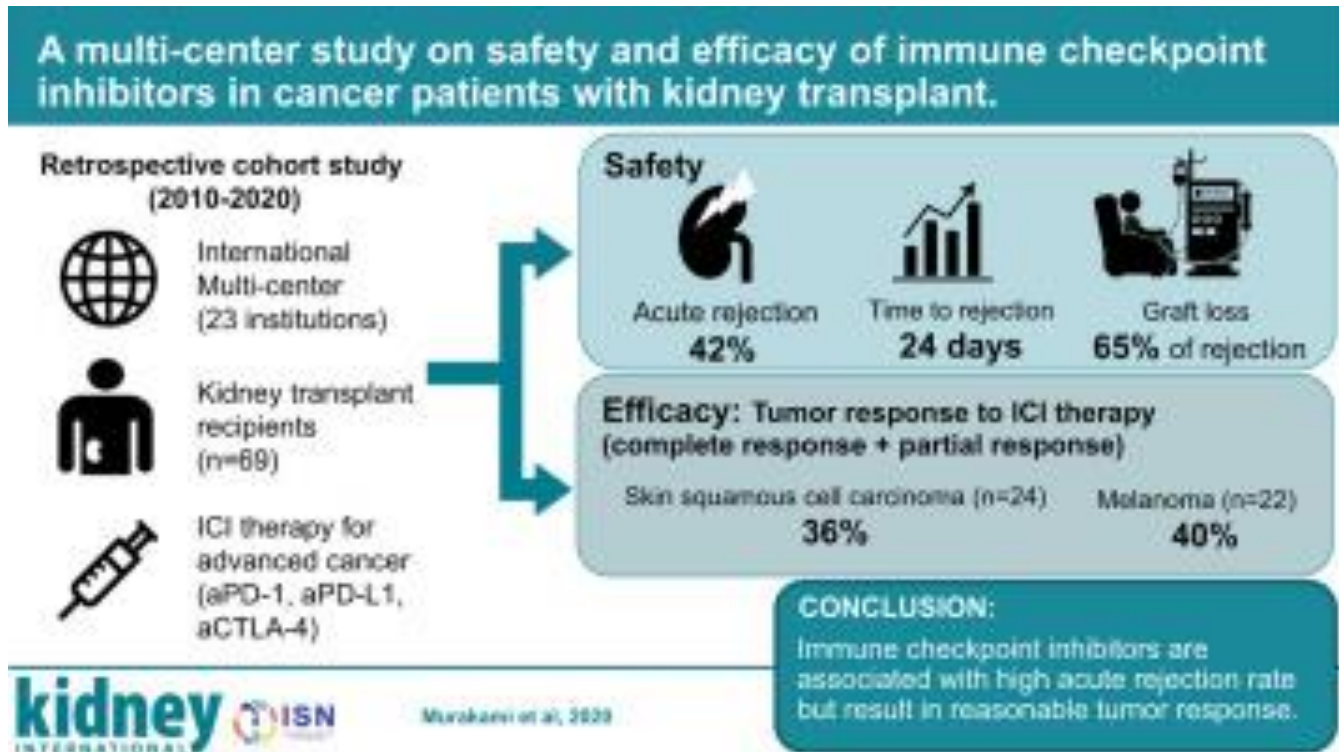 A multi-center study on safety and efficacy of immune checkpoint
inhibitors in cancer patients with kidney transplant.
Retrospective cohort study
(2010-2020)
International
Multi-center
(23 institutions)
Kidney transplant
recipients
(n=69)
ICI therapy for
advanced cancer
(aPD-1, aPD-L1,
aCTLA-4)
Safety
Acute rejection
42%
Time to rejection
24 days
Graft loss
65% of rejection
Efficacy: Tumor response to ICI therapy
(complete response + partial response)
Skin squamous cell carcinoma (n=24)
36%
Melanoma (n=22)
40%
CONCLUSION:
Immune checkpoint inhibitors are
associated with high acute rejection rate
but result in reasonable tumor response.
kidney
INTERNATIONAL
ISN
Murakami et al, 2020